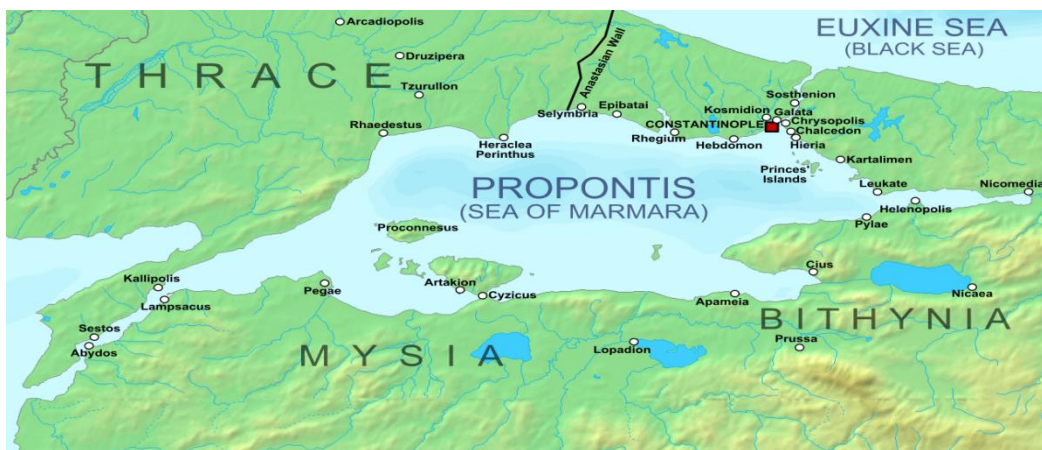 Arcadiopolis
EUXINE SEA
(BLACK SEA)
Anastasian Wall
Druzipera
THRACE
Tzurullon
Sosthenion
Selymbria
Epibatai
Kosmidion
Galata
CONSTANTINOPLE
Chrysopolis
Rhaedestus
Chalcedon
Rhegium
Hebdomon
Hieria
Heraclea
Perinthus
Kartalimen
Princes'
Islands
PROPONTIS
(SEA OF MARMARA)
Leukate
Nicomedia
Helenopolis
Pylae
Proconnesus
Cius
Kallipolis
Artakion
Pegae
Cyzicus
Lampsacus
Apameia
Nicaea
BITHYNIA
Sestos
Abydos
MYSIA
Lopadion
Prussa